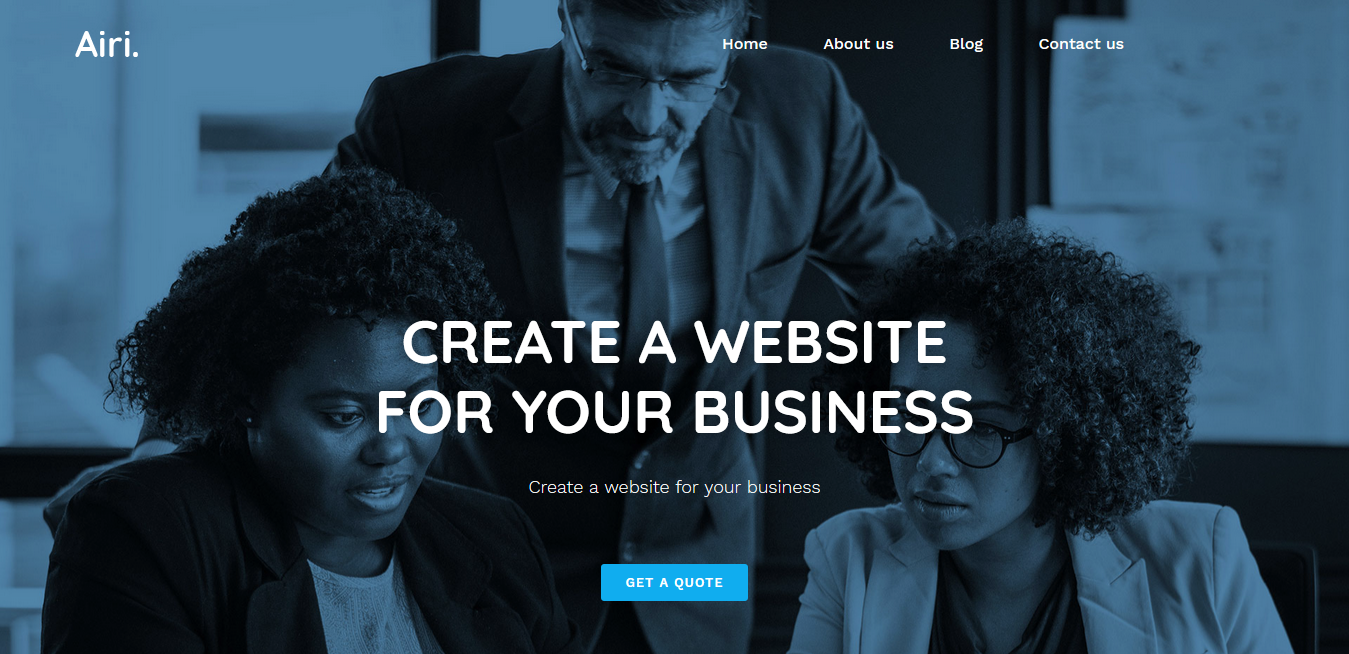 Airi.
Home About us Blog Contact us
CREATE A WEBSITE
FOR YOUR BUSINESS
Create a website for your business
GET A QUOTE